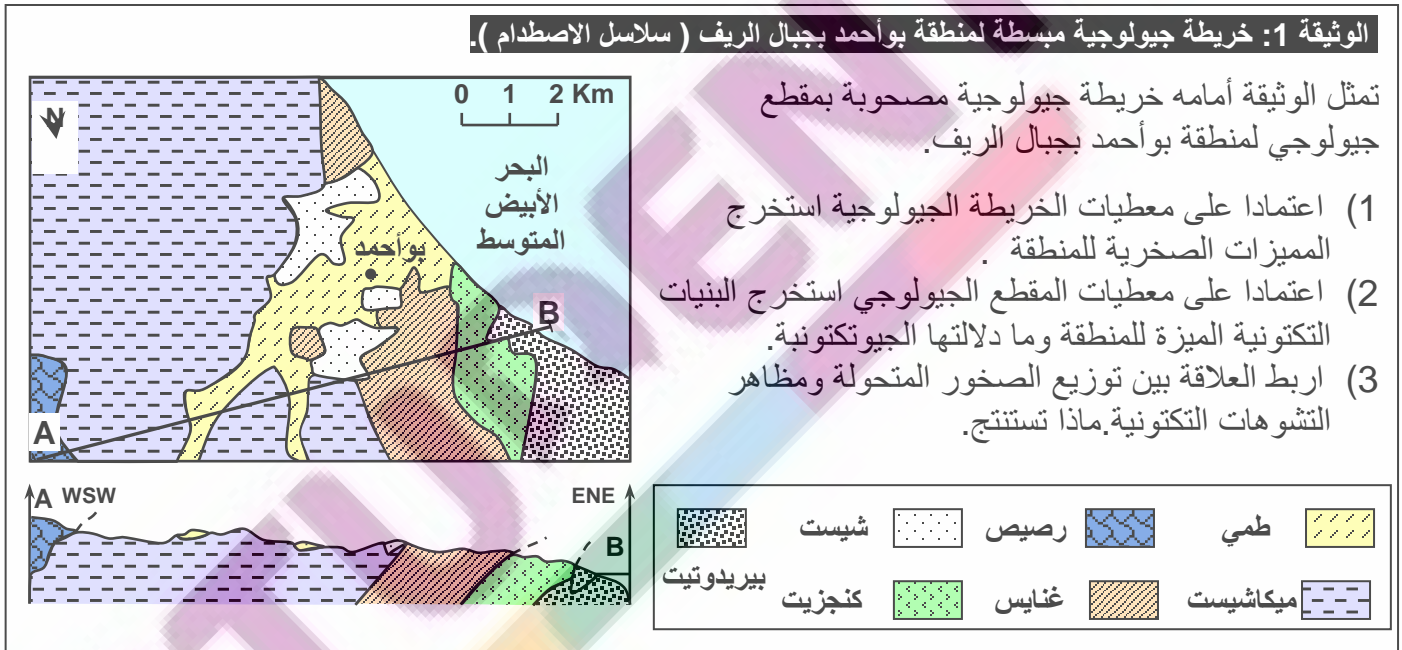 الوثيقة 1: خريطة جيولوجية مبسطة لمنطقة بوأحمد بجبال الريف ( سلاسل الاصطدام ).
تمثل الوثيقة أمامه خريطة جيولوجية مصحوبة بمقطع
جيولوجي لمنطقة بوأحمد بجبال الريف.
1) اعتمادا على معطيات الخريطة الجيولوجية استخرج
المميزات الصخرية للمنطقة .
2) اعتمادا على معطيات المقطع الجيولوجي استخرج البنيات
التكتونية الميزة للمنطقة وما دلالتها الجيوتكتونية.
3) اربط العلاقة بين توزيع الصخور المتحولة ومظاهر
التشوهات التكتونية.ماذا تستنتج.
N
0 1 2 Km
البحر
الأبيض
المتوسط
بوأحمد
B
A
A WSW
ENE
B
طمي
رصيص
شيست
بيريدوتيت
ميكاشيست
غنايس
كنجزيت